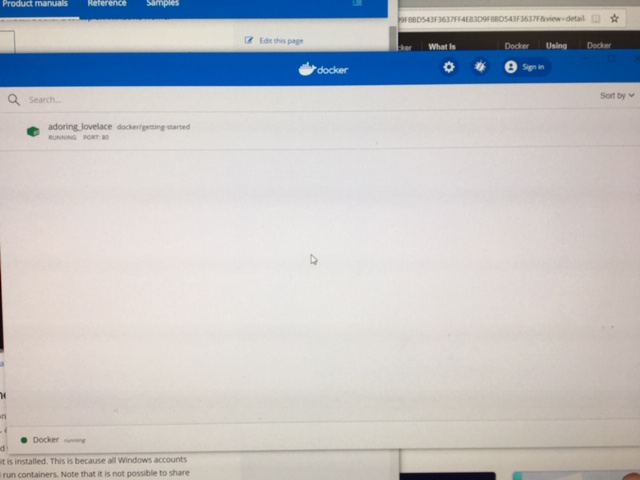 Product manuals Reference Samples
Edit this page
9FBBD543F3637FF4E83D9FBBD543F3637F&view=detail
What Is Docker Using Docker
docker
Sign in
Search...
Sort by
adoring_lovelace docker/getting-started
RUNNING PORT: 80
Docker running
it is installed. This is because all Windows accounts
run containers. Note that it is not possible to share